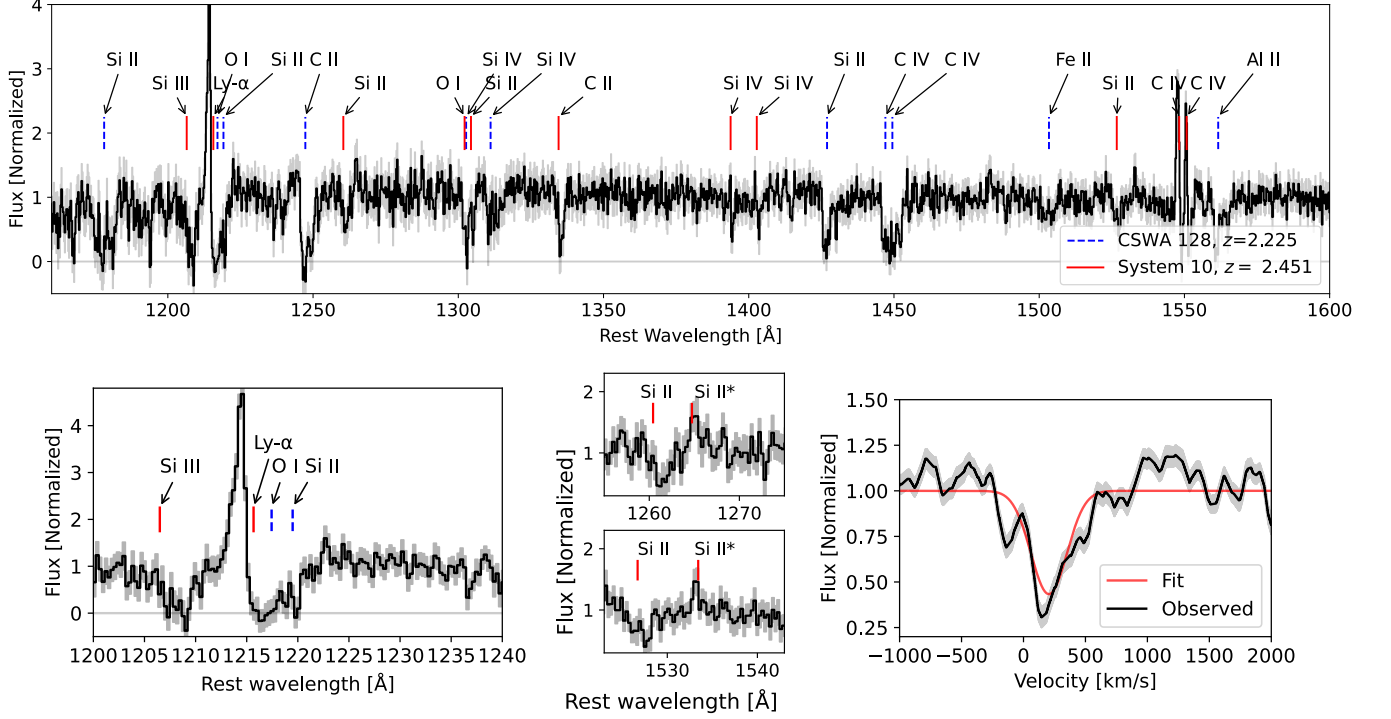 Si II
O I
Si II
C II
Si IV
Si IV
Si II
C IV
C IV
Fe II
C IV
Al II
Si III
Ly-α
Si II
O I
Si II
C II
Si IV
Si IV
Si II
C IV
4
3
2
1
0
Flux [Normalized]
CSWA 128, z=2.225
System 10, z = 2.451
1200
1250
1300
1350
1400
1450
1500
1550
1600
Rest Wavelength [Å]
4
3
2
1
0
Flux [Normalized]
Ly-α
Si III
O I
Si II
1200 1205 1210 1215 1220 1225 1230 1235 1240
Rest wavelength [Å]
2
1
Si II
Si II*
1260
1270
Flux [Normalized]
2
1
Si II
Si II*
1530
1540
Rest wavelength [Å]
1.50
1.25
1.00
0.75
0.50
0.25
Flux [Normalized]
Fit
Observed
−1000 −500 0 500 1000 1500 2000
Velocity [km/s]